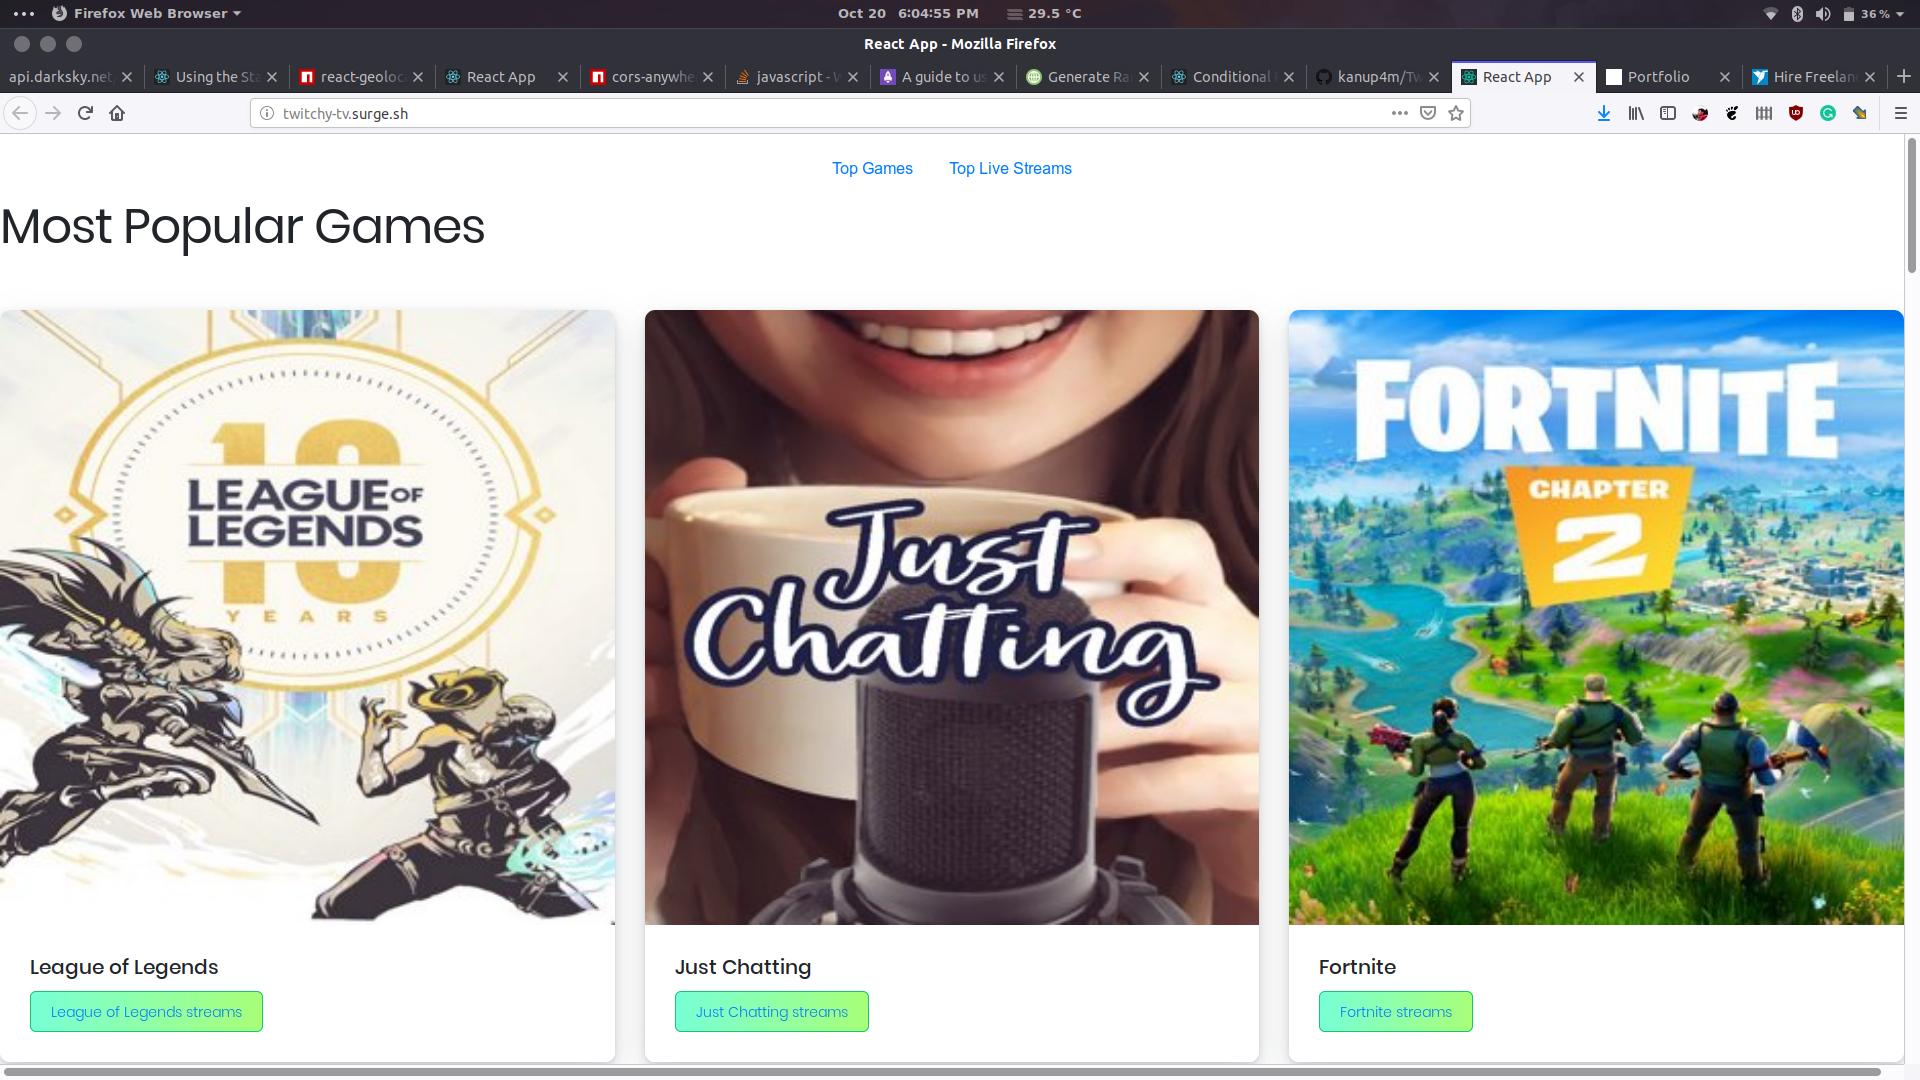 Firefox Web Browser
Oct 20 6:04:55 PM
29.5 °C
36 %
React App - Mozilla Firefox
api.darksky.net
Using the Sta
react-geoloc
React App
cors-anywhe
javascript - W
A guide to us
Generate Ra
Conditional
kanup4m/Tw
React App
Portfolio
Hire Freelan
twitchy-tv.surge.sh
Top Games
Top Live Streams
Most Popular Games
10
LEAGUE OF
LEGENDS
YEARS
Just
Chatting
FORTNITE
CHAPTER
2
League of Legends
Just Chatting
Fortnite
League of Legends streams
Just Chatting streams
Fortnite streams